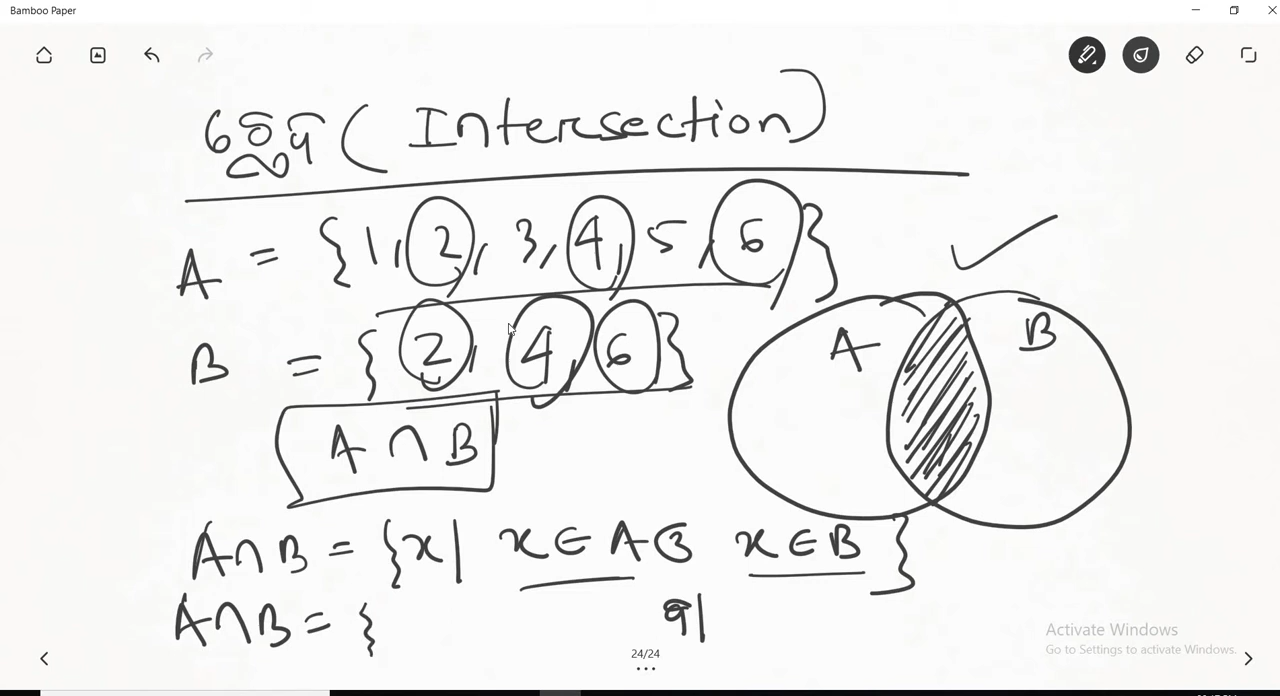 ଛେଦ (Intersection)
A = {1, 2, 3, 4, 5, 6}
B = {2, 4, 6}
A B
A ∩ B
A∩B = {x| x∈A ଓ x∈B}
A∩B = {
Bamboo Paper
24/24
Activate Windows
Go to Settings to activate Windows.